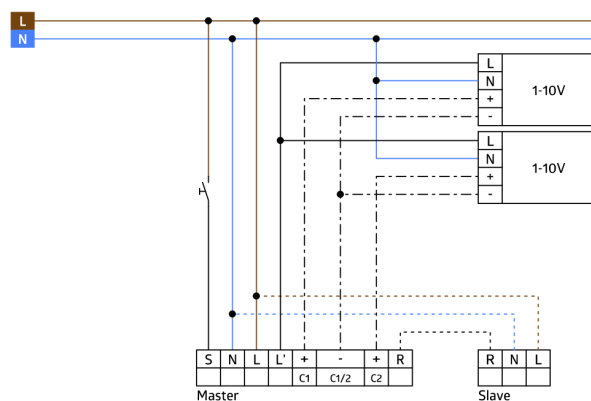 L
N
L
N
+
-
1-10V
L
N
+
-
1-10V
S N L L' + - + R
C1 C1/2 C2
Master
R N L
Slave